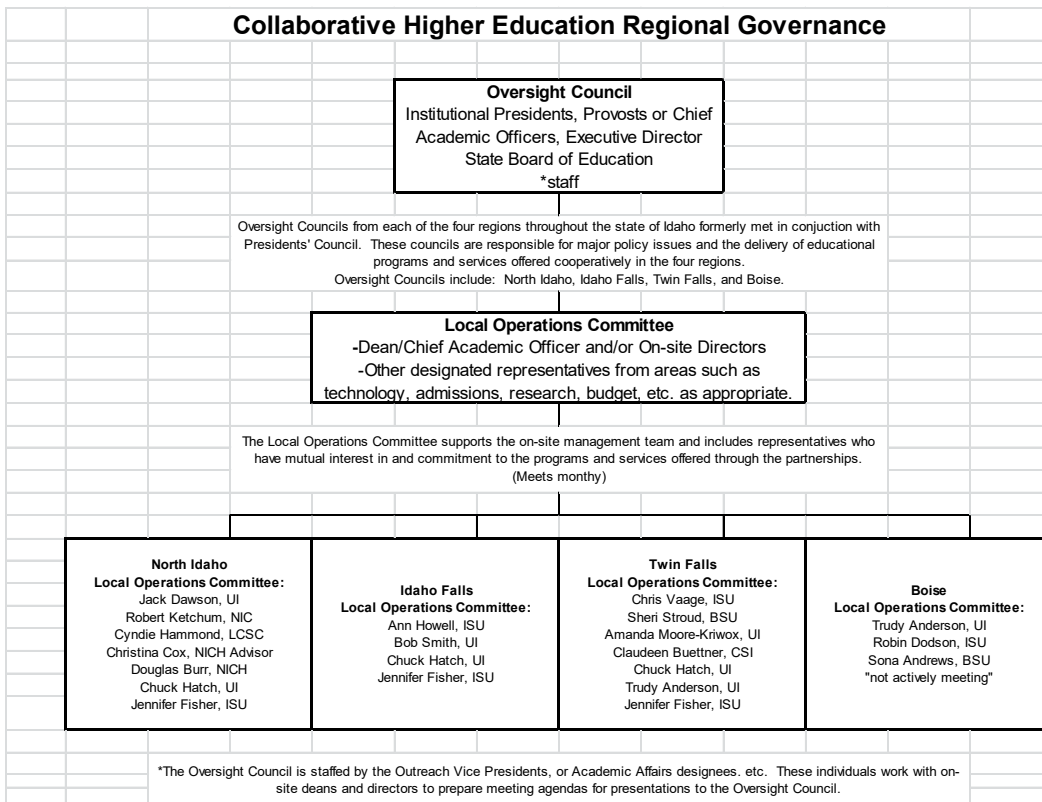 Collaborative Higher Education Regional Governance
Oversight Council
Institutional Presidents, Provosts or Chief
Academic Officers, Executive Director
State Board of Education
*staff
Oversight Councils from each of the four regions throughout the state of Idaho formerly met in conjuction with
Presidents' Council. These councils are responsible for major policy issues and the delivery of educational
programs and services offered cooperatively in the four regions.
Oversight Councils include: North Idaho, Idaho Falls, Twin Falls, and Boise.
Local Operations Committee
-Dean/Chief Academic Officer and/or On-site Directors
-Other designated representatives from areas such as
technology, admissions, research, budget, etc. as appropriate.
The Local Operations Committee supports the on-site management team and includes representatives who
have mutual interest in and commitment to the programs and services offered through the partnerships.
(Meets monthy)
North Idaho
Local Operations Committee:
Jack Dawson, UI
Robert Ketchum, NIC
Cyndie Hammond, LCSC
Christina Cox, NICH Advisor
Douglas Burr, NICH
Chuck Hatch, UI
Jennifer Fisher, ISU
Idaho Falls
Local Operations Committee:
Ann Howell, ISU
Bob Smith, UI
Chuck Hatch, UI
Jennifer Fisher, ISU
Twin Falls
Local Operations Committee:
Chris Vaage, ISU
Sheri Stroud, BSU
Amanda Moore-Kriwox, UI
Claudeen Buettner, CSI
Chuck Hatch, UI
Trudy Anderson, UI
Jennifer Fisher, ISU
Boise
Local Operations Committee:
Trudy Anderson, UI
Robin Dodson, ISU
Sona Andrews, BSU
"not actively meeting"
*The Oversight Council is staffed by the Outreach Vice Presidents, or Academic Affairs designees. etc. These individuals work with on-
site deans and directors to prepare meeting agendas for presentations to the Oversight Council.